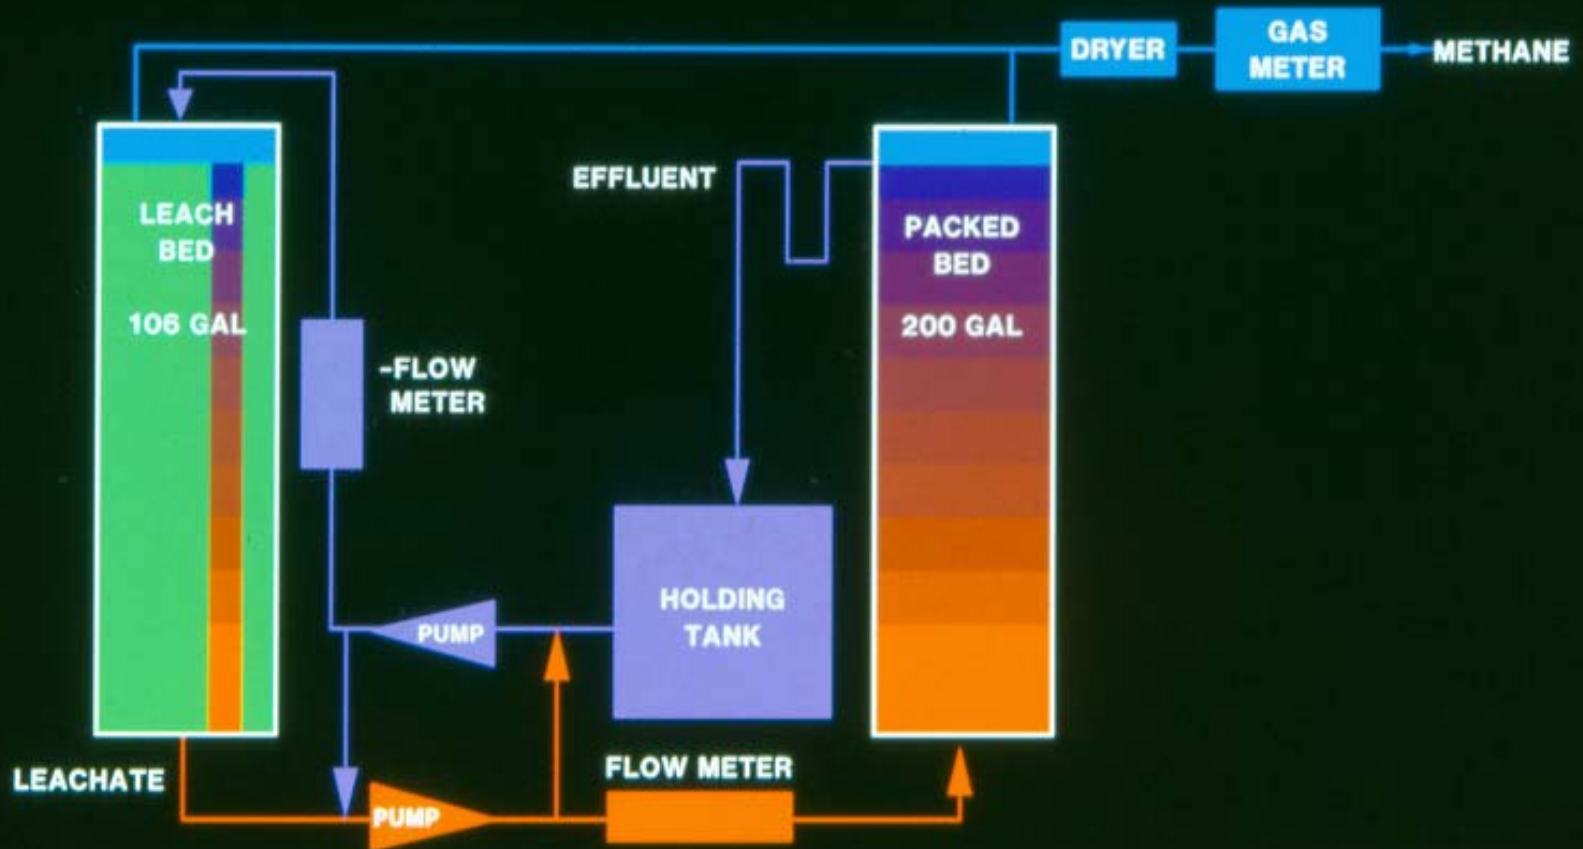 DRYER
GAS
METER
METHANE
EFFLUENT
LEACH
BED
106 GAL
PACKED
BED
200 GAL
-FLOW
METER
HOLDING
TANK
PUMP
LEACHATE
PUMP
FLOW METER